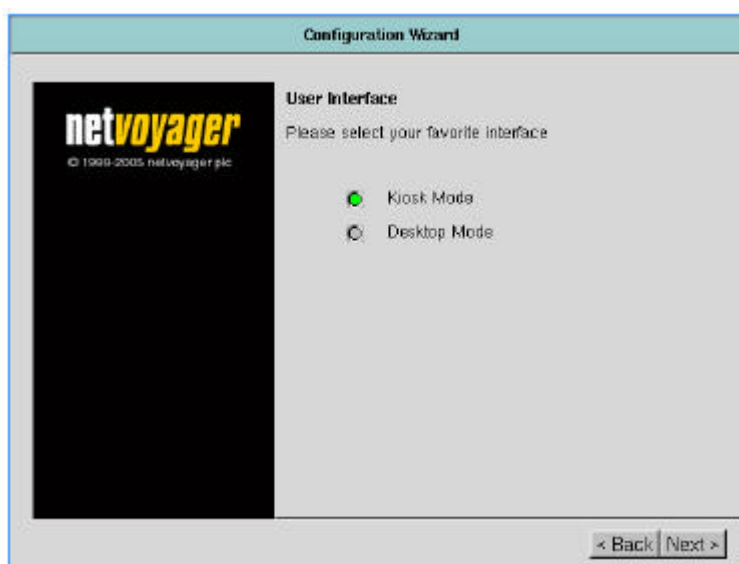 Configuration Wizard
netvoyager
© 1999-2005 netvoyager plc
User Interface
Please select your favorite interface
Kiosk Mode
Desktop Mode
< Back Next >